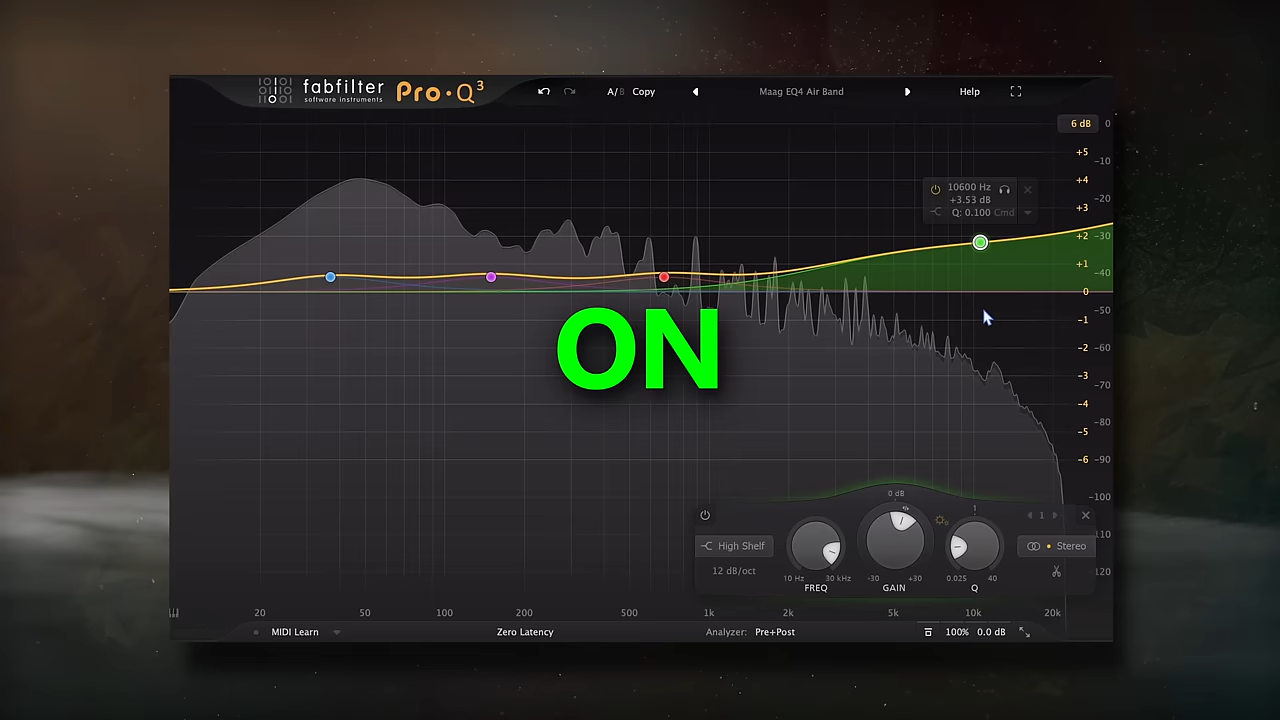 fabfilter
software instruments
Pro·Q³
A/B Copy
Maag EQ4 Air Band
Help
6 dB 0
+5
-10
+4
-20
+3
+2 -30
+1
-40
0
-50
-1
-2 -60
-3
-70
-4
-80
-5
-6 -90
-100
110
120
10600 Hz
+3.53 dB
Q: 0.100 Cmd
ON
0 dB
1
1
High Shelf
Stereo
12 dB/oct
10 Hz 30 kHz
-30 +30
0.025 40
FREQ
GAIN
Q
20 50 100 200 500 1k 2k 5k 10k 20k
MIDI Learn
Zero Latency
Analyzer: Pre+Post
100% 0.0 dB